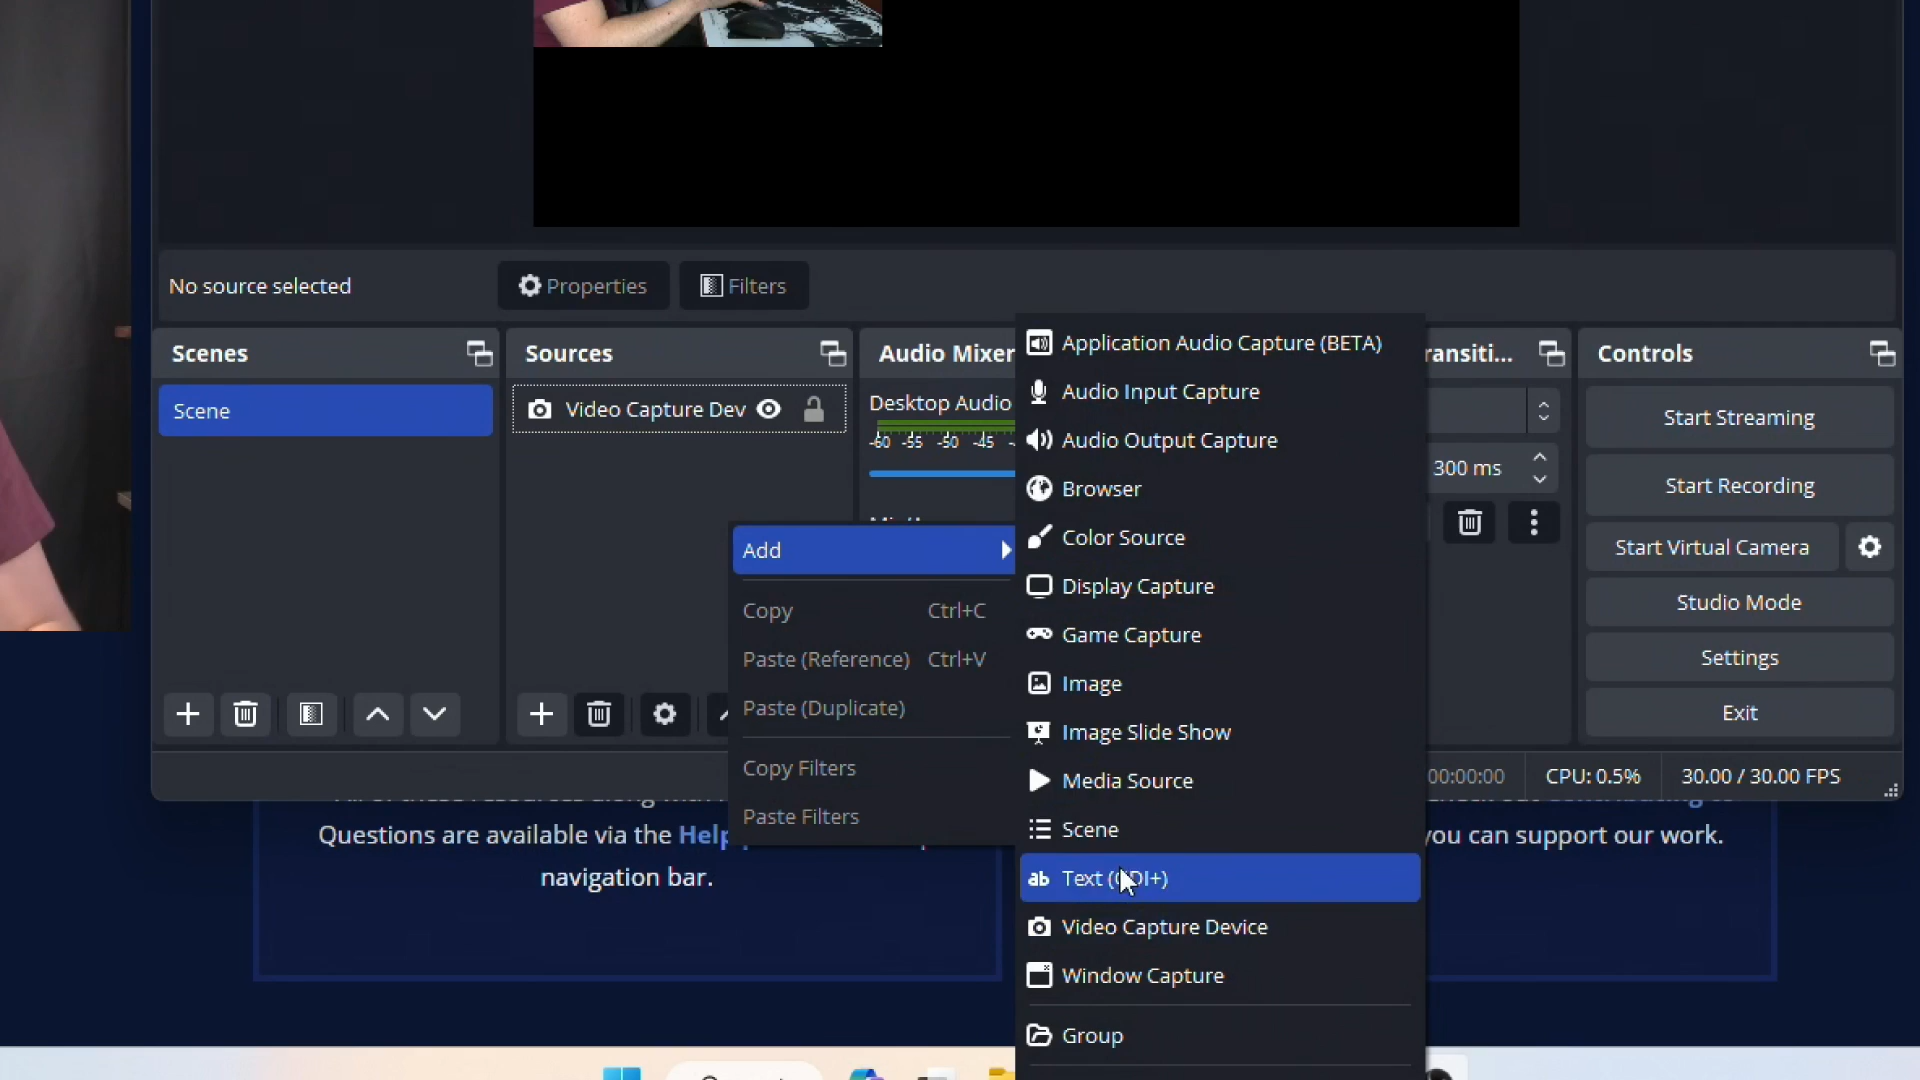 No source selected
Properties
Filters
Scenes
Scene
Sources
Video Capture Dev
Audio Mixer
Desktop Audio
-60 -55 -50 -45
Add
Copy Ctrl+C
Paste (Reference) Ctrl+V
Paste (Duplicate)
Copy Filters
Paste Filters
Application Audio Capture (BETA)
Audio Input Capture
Audio Output Capture
Browser
Color Source
Display Capture
Game Capture
Image
Image Slide Show
Media Source
Scene
ab Text (GDI+)
Video Capture Device
Window Capture
Group
ransiti...
300 ms
Controls
Start Streaming
Start Recording
Start Virtual Camera
Studio Mode
Settings
Exit
00:00:00
CPU: 0.5%
30.00 / 30.00 FPS
Questions are available via the Help
navigation bar.
you can support our work.